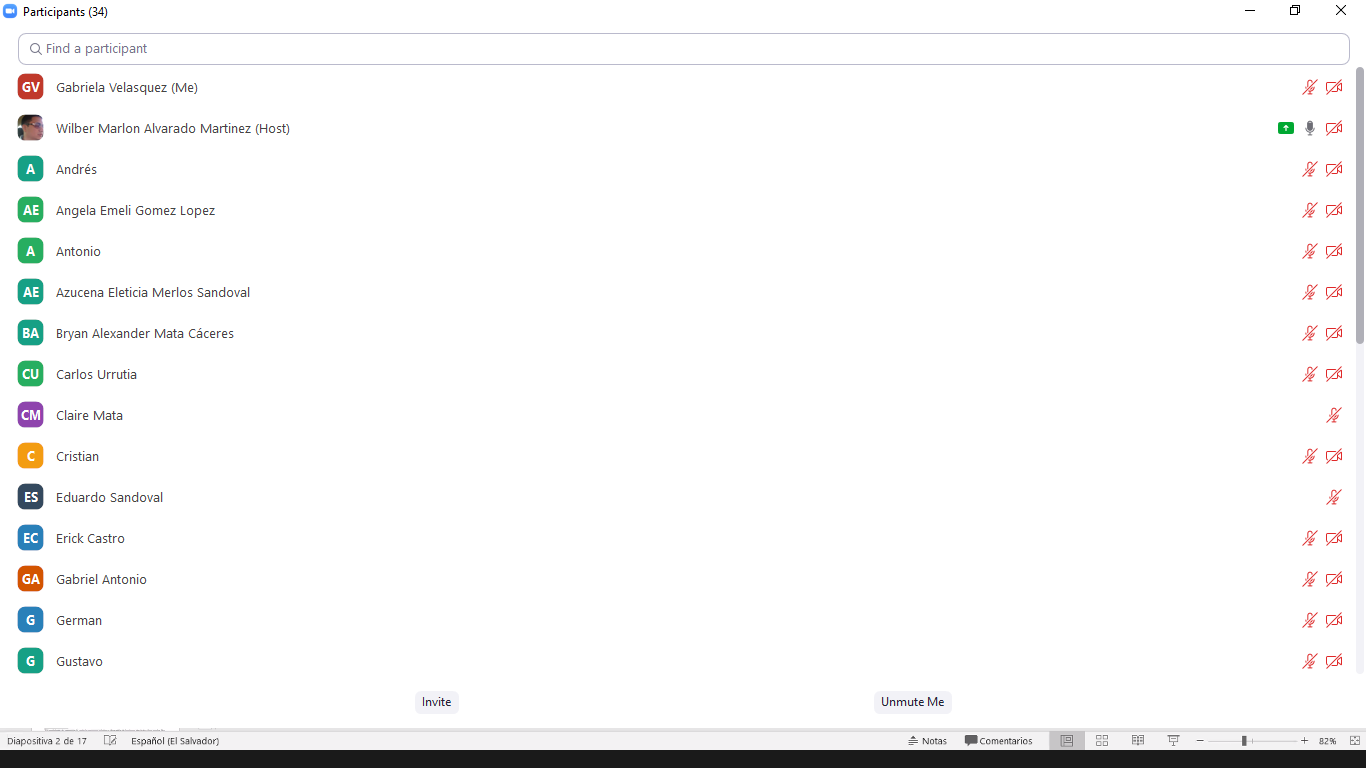 Participants (34)
Find a participant
GV Gabriela Velasquez (Me)
Wilber Marlon Alvarado Martinez (Host)
A Andrés
AE Angela Emeli Gomez Lopez
A Antonio
AE Azucena Eleticia Merlos Sandoval
BA Bryan Alexander Mata Cáceres
CU Carlos Urrutia
CM Claire Mata
C Cristian
ES Eduardo Sandoval
EC Erick Castro
GA Gabriel Antonio
G German
G Gustavo
Invite Unmute Me
Diapositiva 2 de 17 Español (El Salvador) Notas Comentarios 82%